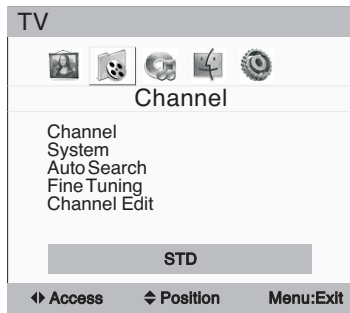 TV
Channel
Channel
System
Auto Search
Fine Tuning
Channel Edit
STD
Access Position Menu:Exit